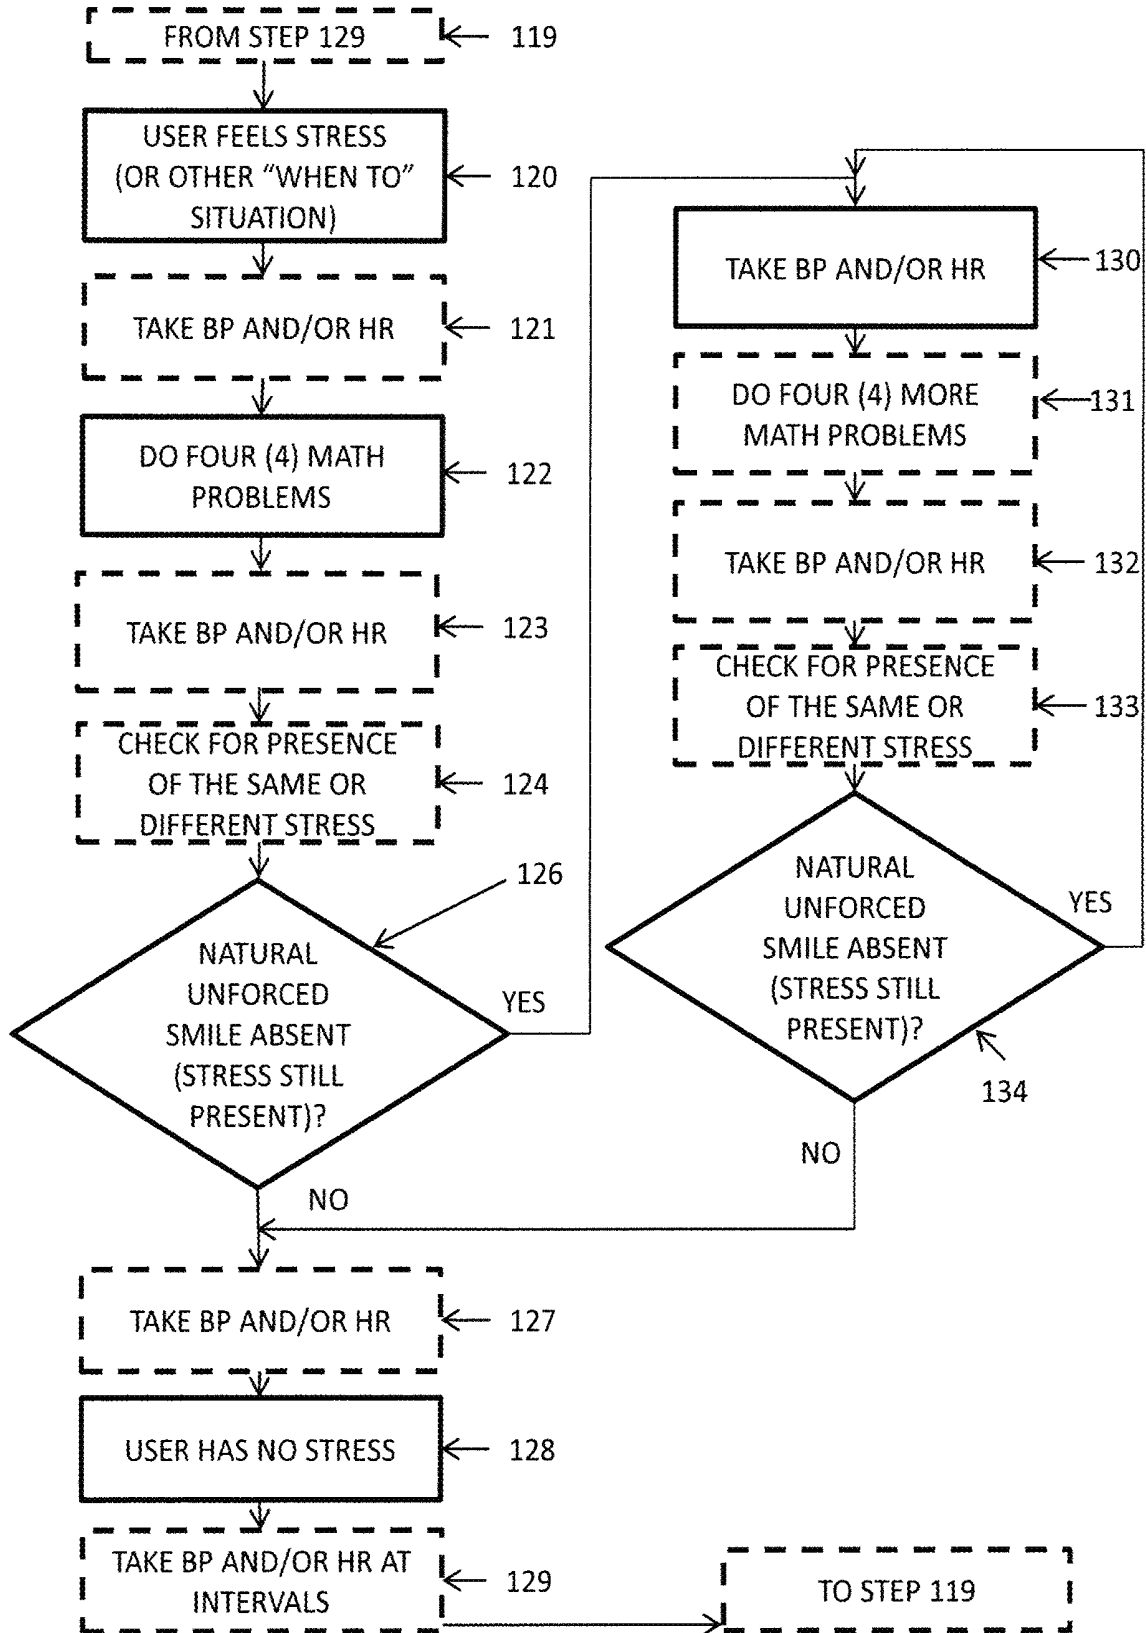 FROM STEP 129
119
USER FEELS STRESS
(OR OTHER “WHEN TO”
SITUATION)
120
TAKE BP AND/OR HR
121
DO FOUR (4) MATH
PROBLEMS
122
TAKE BP AND/OR HR
123
CHECK FOR PRESENCE
OF THE SAME OR
DIFFERENT STRESS
124
126
NATURAL
UNFORCED
SMILE ABSENT
(STRESS STILL
PRESENT)?
YES
NO
TAKE BP AND/OR HR
130
DO FOUR (4) MORE
MATH PROBLEMS
131
TAKE BP AND/OR HR
132
CHECK FOR PRESENCE
OF THE SAME OR
DIFFERENT STRESS
133
NATURAL
UNFORCED
SMILE ABSENT
(STRESS STILL
PRESENT)?
YES
134
NO
TAKE BP AND/OR HR
127
USER HAS NO STRESS
128
TAKE BP AND/OR HR AT
INTERVALS
129
TO STEP 119